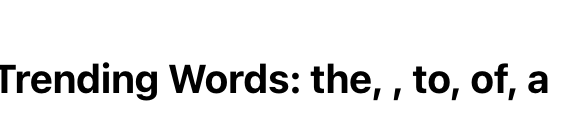 Trending Words: the, , to, of, a